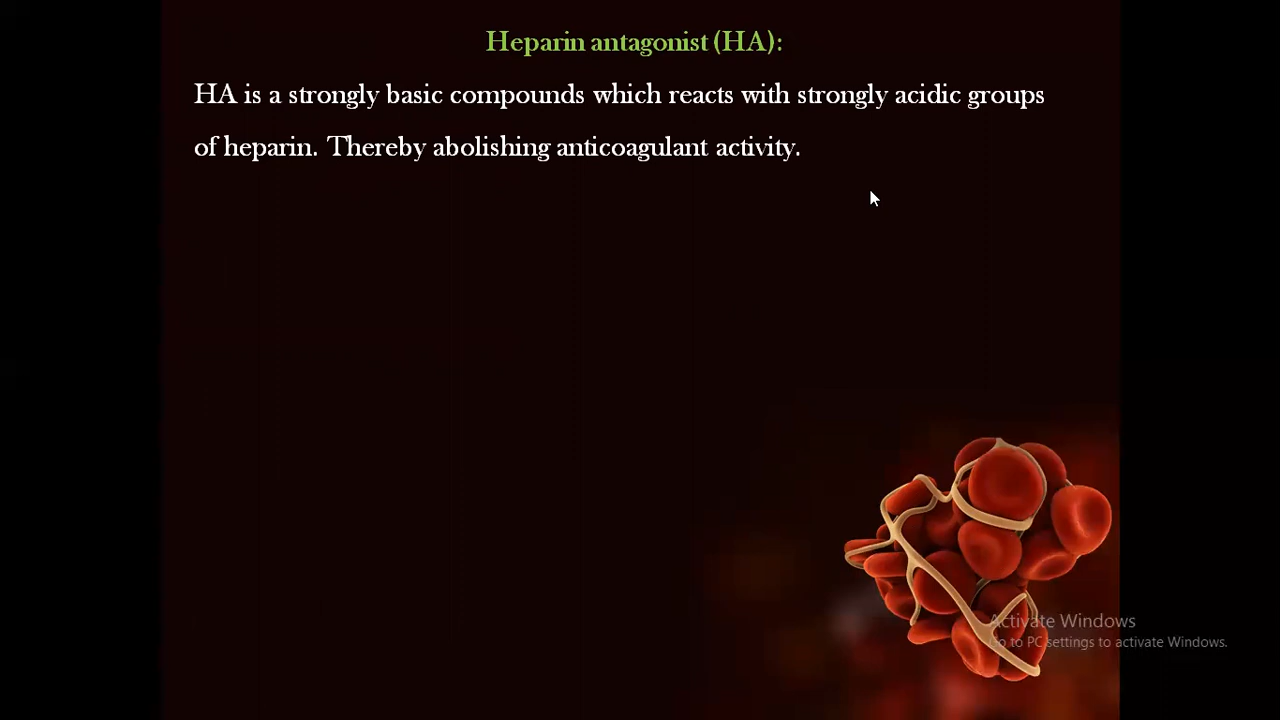 Heparin antagonist (HA):
HA is a strongly basic compounds which reacts with strongly acidic groups
of heparin. Thereby abolishing anticoagulant activity.
Activate Windows
Go to PC settings to activate Windows.